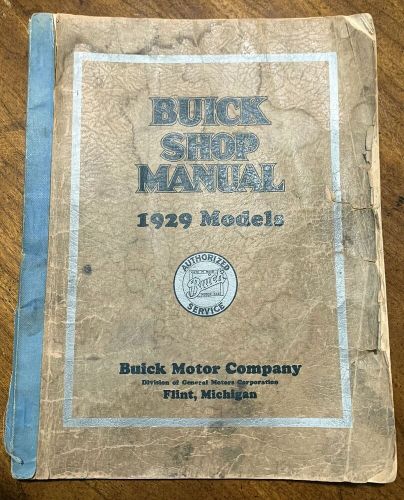 BUICK
SHOP
MANUAL
1929 Models
AUTHORIZED
Buick
SERVICE
Buick Motor Company
Division of General Motors Corporation
Flint, Michigan